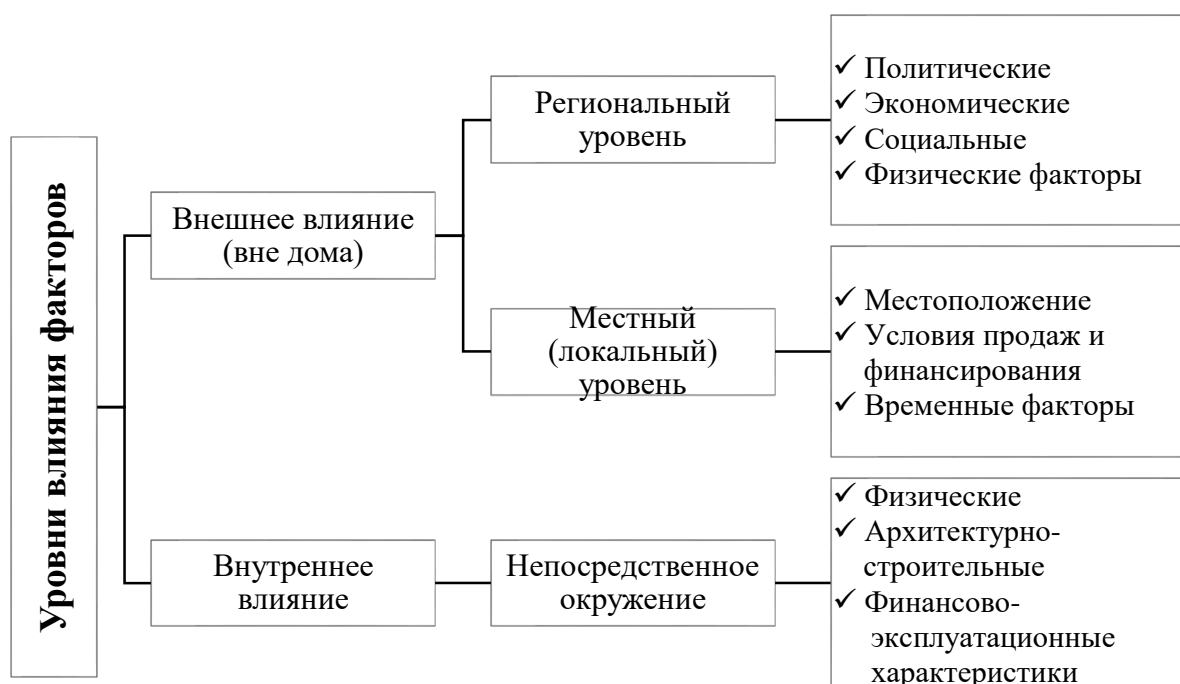 Уровни влияния факторов
Внешнее влияние
(вне дома)
Региональный
уровень
✓ Политические
✓ Экономические
✓ Социальные
✓ Физические факторы
Местный
(локальный)
уровень
✓ Местоположение
✓ Условия продаж и
финансирования
✓ Временные факторы
Внутреннее
влияние
Непосредственное
окружение
✓ Физические
✓ Архитектурно-
строительные
✓ Финансово-
эксплуатационные
характеристики